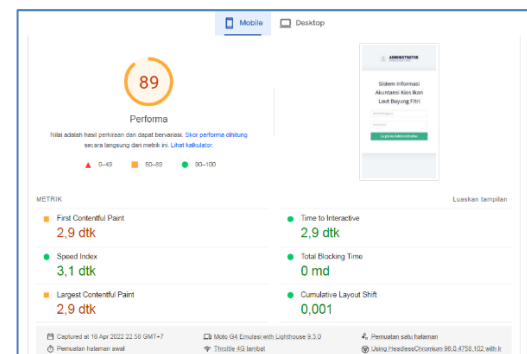 Mobile
Desktop
89
Performa
Nilai adalah hasil perkiraan dan dapat bervariasi. Skor performa dihitung
secara langsung dari metrik ini. Lihat kalkulator.
0–49
50–89
90–100
ADMINISTRATOR
Sistem Informasi
Akuntansi Kios Ikan
Laut Bayung Fitri
METRIK
Luaskan tampilan
First Contentful Paint
2,9 dtk
Time to Interactive
2,9 dtk
Speed Index
3,1 dtk
Total Blocking Time
0 md
Largest Contentful Paint
2,9 dtk
Cumulative Layout Shift
0,001
Captured at 16 Apr 2022 22.58 GMT+7
Moto G4 Emulasi with Lighthouse 9.3.0
Pemuatan satu halaman
Pemuatan halaman awal
Throttle 4G lambat
Using HeadlessChromium 98.0.4758.102 with lr